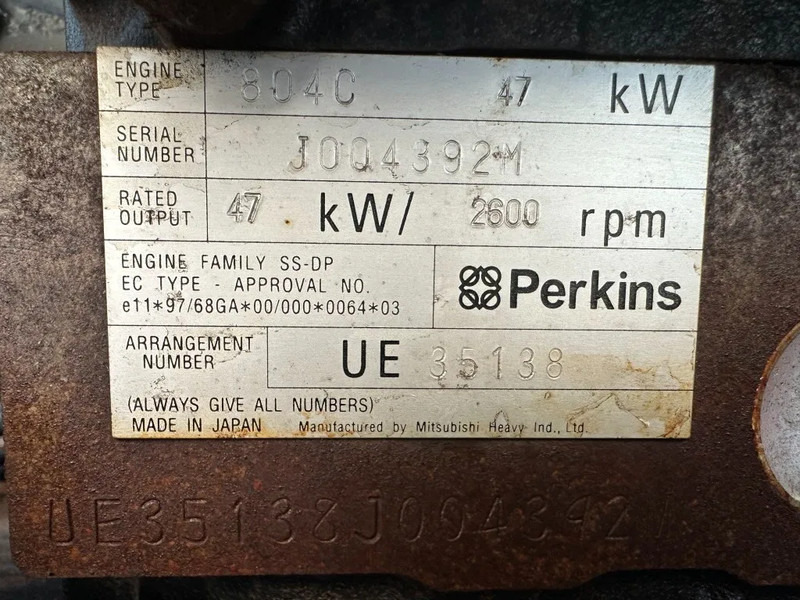 ENGINE TYPE 804C 47 kW
SERIAL NUMBER J004392M
RATED OUTPUT 47 kW/ 2600 rpm
ENGINE FAMILY SS-DP
EC TYPE - APPROVAL NO.
e11*97/68GA*00/000*0064*03
Perkins
ARRANGEMENT NUMBER UE 35138
(ALWAYS GIVE ALL NUMBERS)
MADE IN JAPAN Manufactured by Mitsubishi Heavy Ind., Ltd.
UE35138J004392